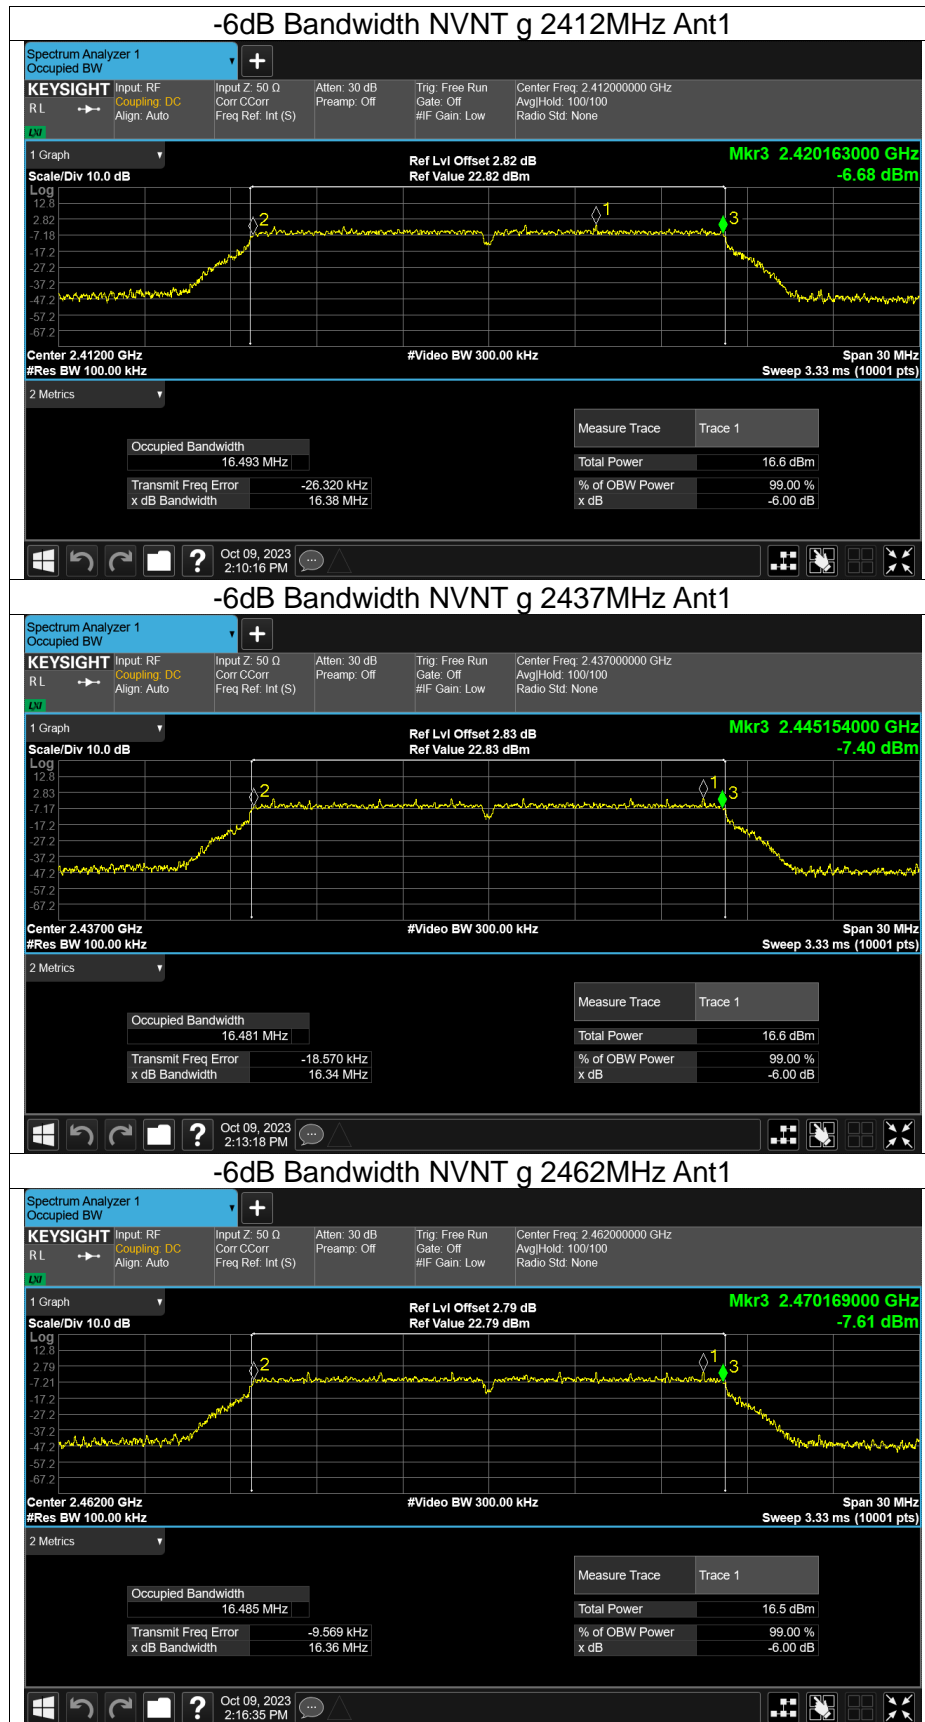 -6dB Bandwidth NVNT g 2412MHz Ant1
Spectrum Analyzer 1
Occupied BW
+
KEYSIGHT Input: RF Input Z: 50 Ω Atten: 30 dB Trig: Free Run Center Freq: 2.412000000 GHz
RL Coupling: DC Corr CCorr Preamp: Off Gate: Off Avg|Hold: 100/100
Align: Auto Freq Ref: Int (S) #IF Gain: Low Radio Std: None
LXI
1 Graph Ref Lvl Offset 2.82 dB Mkr3 2.420163000 GHz
Scale/Div 10.0 dB Ref Value 22.82 dBm -6.68 dBm
Log
12.8
2.82
-7.18
-17.2
-27.2
-37.2
-47.2
-57.2
-67.2
2 1 3
Center 2.41200 GHz #Video BW 300.00 kHz Span 30 MHz
#Res BW 100.00 kHz Sweep 3.33 ms (10001 pts)
2 Metrics
Measure Trace Trace 1
Occupied Bandwidth
16.493 MHz Total Power 16.6 dBm
Transmit Freq Error -26.320 kHz % of OBW Power 99.00 %
x dB Bandwidth 16.38 MHz x dB -6.00 dB
? Oct 09, 2023
2:10:16 PM
-6dB Bandwidth NVNT g 2437MHz Ant1
Spectrum Analyzer 1
Occupied BW
+
KEYSIGHT Input: RF Input Z: 50 Ω Atten: 30 dB Trig: Free Run Center Freq: 2.437000000 GHz
RL Coupling: DC Corr CCorr Preamp: Off Gate: Off Avg|Hold: 100/100
Align: Auto Freq Ref: Int (S) #IF Gain: Low Radio Std: None
LXI
1 Graph Ref Lvl Offset 2.83 dB Mkr3 2.445154000 GHz
Scale/Div 10.0 dB Ref Value 22.83 dBm -7.40 dBm
Log
12.8
2.83
-7.17
-17.2
-27.2
-37.2
-47.2
-57.2
-67.2
2 1 3
Center 2.43700 GHz #Video BW 300.00 kHz Span 30 MHz
#Res BW 100.00 kHz Sweep 3.33 ms (10001 pts)
2 Metrics
Measure Trace Trace 1
Occupied Bandwidth
16.481 MHz Total Power 16.6 dBm
Transmit Freq Error -18.570 kHz % of OBW Power 99.00 %
x dB Bandwidth 16.34 MHz x dB -6.00 dB
? Oct 09, 2023
2:13:18 PM
-6dB Bandwidth NVNT g 2462MHz Ant1
Spectrum Analyzer 1
Occupied BW
+
KEYSIGHT Input: RF Input Z: 50 Ω Atten: 30 dB Trig: Free Run Center Freq: 2.462000000 GHz
RL Coupling: DC Corr CCorr Preamp: Off Gate: Off Avg|Hold: 100/100
Align: Auto Freq Ref: Int (S) #IF Gain: Low Radio Std: None
LXI
1 Graph Ref Lvl Offset 2.79 dB Mkr3 2.470169000 GHz
Scale/Div 10.0 dB Ref Value 22.79 dBm -7.61 dBm
Log
12.8
2.79
-7.21
-17.2
-27.2
-37.2
-47.2
-57.2
-67.2
2 1 3
Center 2.46200 GHz #Video BW 300.00 kHz Span 30 MHz
#Res BW 100.00 kHz Sweep 3.33 ms (10001 pts)
2 Metrics
Measure Trace Trace 1
Occupied Bandwidth
16.485 MHz Total Power 16.5 dBm
Transmit Freq Error -9.569 kHz % of OBW Power 99.00 %
x dB Bandwidth 16.36 MHz x dB -6.00 dB
? Oct 09, 2023
2:16:35 PM